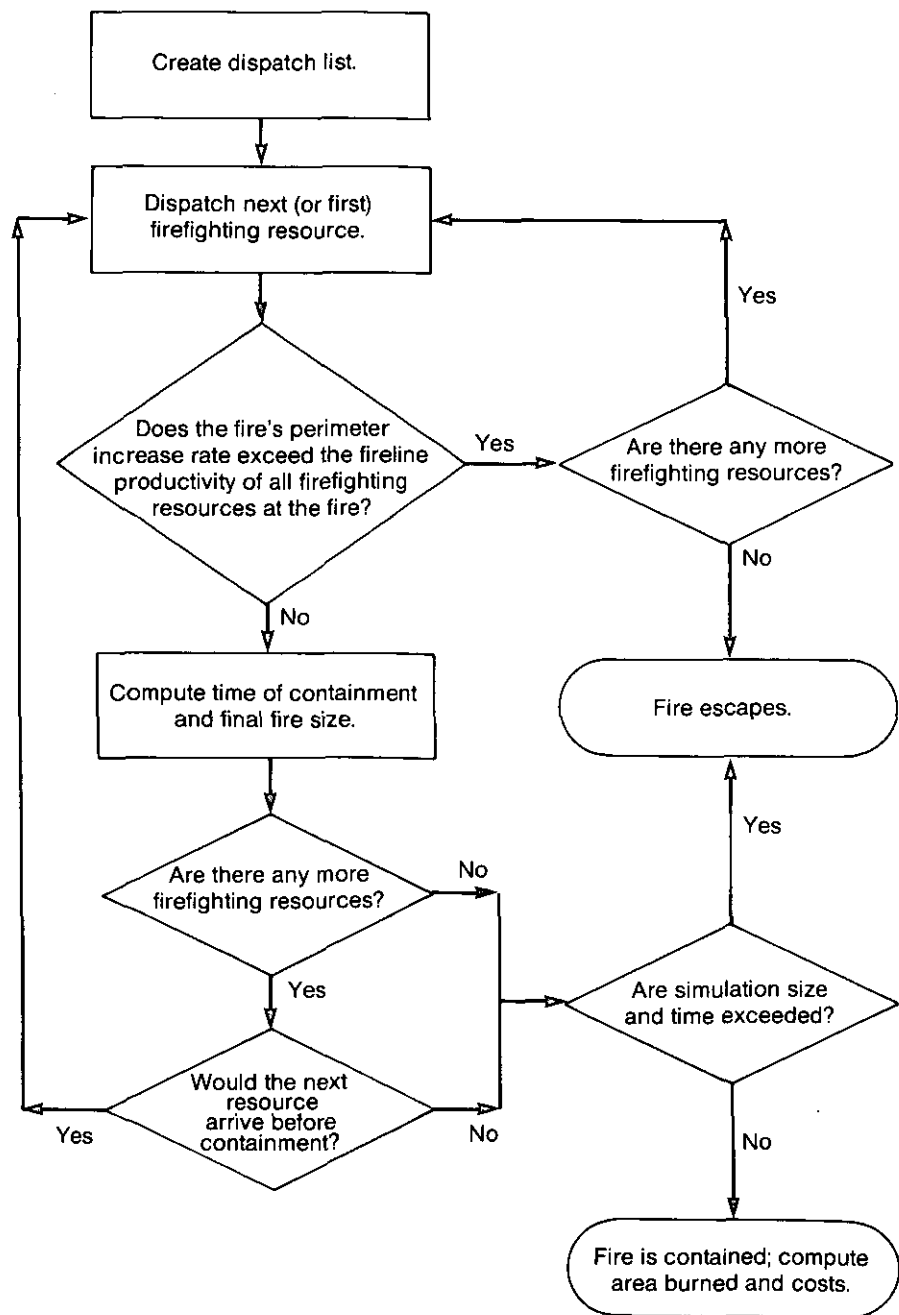 Create dispatch list.
Dispatch next (or first)
firefighting resource.
Yes
Does the fire's perimeter
increase rate exceed the fireline
productivity of all firefighting
resources at the fire?
Yes
Are there any more
firefighting resources?
No
No
Compute time of containment
and final fire size.
Fire escapes.
Yes
Are there any more
firefighting resources?
No
Yes
Are simulation size
and time exceeded?
Would the next
resource
arrive before
containment?
Yes
No
No
Fire is contained; compute
area burned and costs.